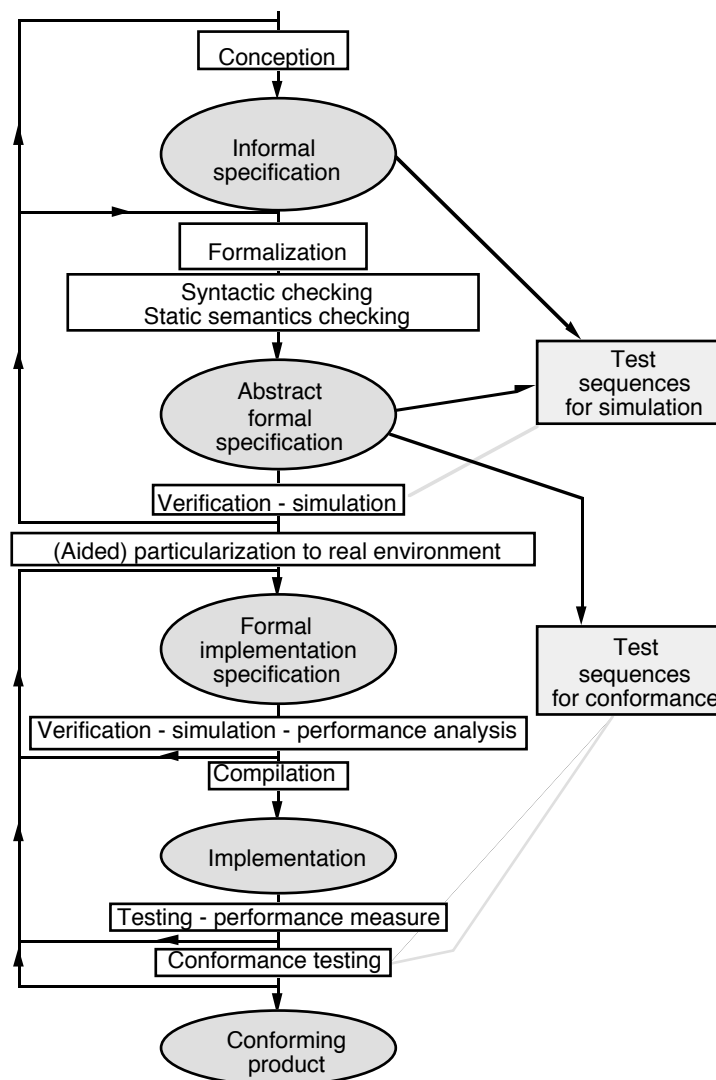 Conception
Informal
specification
Formalization
Syntactic checking
Static semantics checking
Test
sequences
for simulation
Abstract
formal
specification
Verification - simulation
(Aided) particularization to real environment
Formal
implementation
specification
Test
sequences
for conformance
Verification - simulation - performance analysis
Compilation
Implementation
Testing - performance measure
Conformance testing
Conforming
product